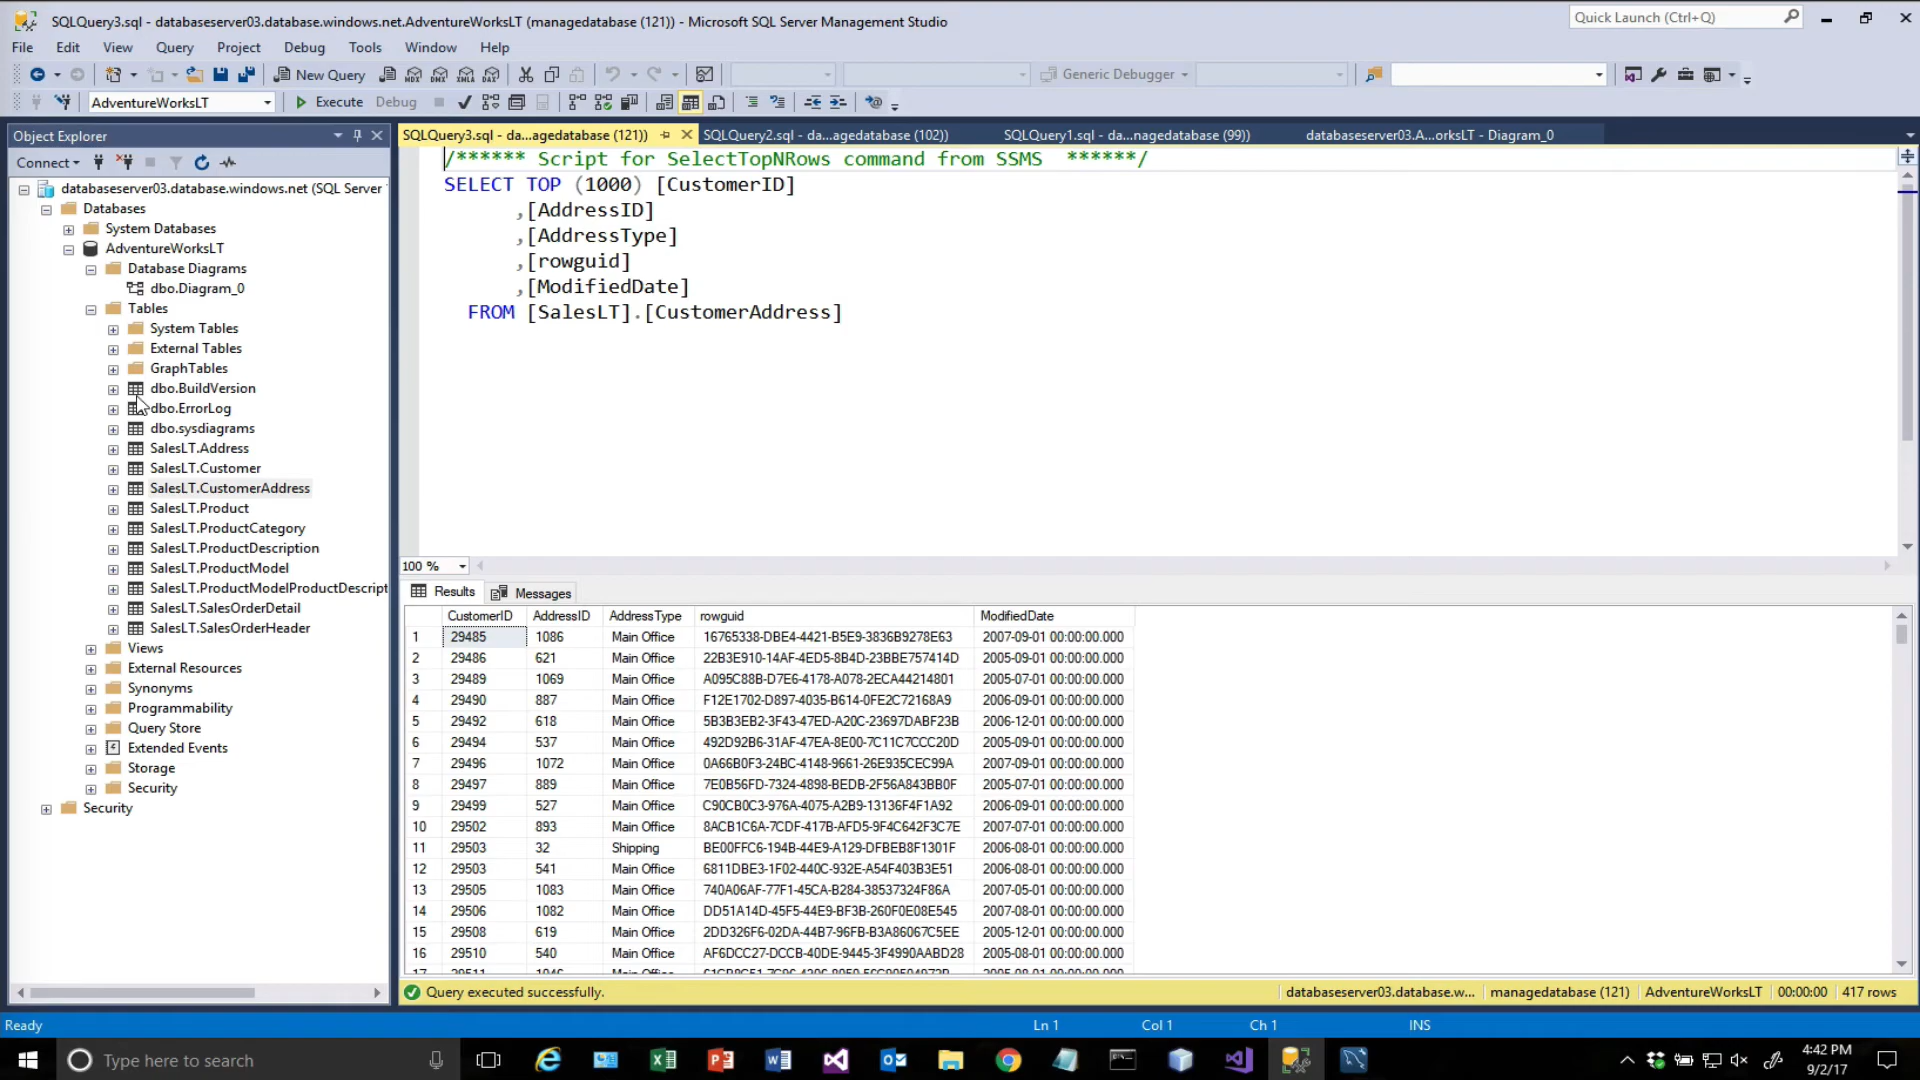 SQLQuery3.sql - databaseserver03.database.windows.net.AdventureWorksLT (managedatabase (121)) - Microsoft SQL Server Management Studio
Quick Launch (Ctrl+Q)
File Edit View Query Project Debug Tools Window Help
New Query
MDX DMX XMLA DAX
Generic Debugger
AdventureWorksLT
Execute Debug
Object Explorer
Connect
databaseserver03.database.windows.net (SQL Server
Databases
System Databases
AdventureWorksLT
Database Diagrams
dbo.Diagram_0
Tables
System Tables
External Tables
GraphTables
dbo.BuildVersion
dbo.ErrorLog
dbo.sysdiagrams
SalesLT.Address
SalesLT.Customer
SalesLT.CustomerAddress
SalesLT.Product
SalesLT.ProductCategory
SalesLT.ProductDescription
SalesLT.ProductModel
SalesLT.ProductModelProductDescript
SalesLT.SalesOrderDetail
SalesLT.SalesOrderHeader
Views
External Resources
Synonyms
Programmability
Query Store
Extended Events
Storage
Security
Security
SQLQuery3.sql - da...agedatabase (121)) SQLQuery2.sql - da...agedatabase (102)) SQLQuery1.sql - da...nagedatabase (99)) databaseserver03.A...orksLT - Diagram_0
/****** Script for SelectTopNRows command from SSMS  ******/
SELECT TOP (1000) [CustomerID]
,[AddressID]
,[AddressType]
,[rowguid]
,[ModifiedDate]
FROM [SalesLT].[CustomerAddress]
100 %
Results Messages
CustomerID AddressID AddressType rowguid ModifiedDate
1 29485 1086 Main Office 16765338-DBE4-4421-B5E9-3836B9278E63 2007-09-01 00:00:00.000
2 29486 621 Main Office 22B3E910-14AF-4ED5-8B4D-23BBE757414D 2005-09-01 00:00:00.000
3 29489 1069 Main Office A095C88B-D7E6-4178-A078-2ECA44214801 2005-07-01 00:00:00.000
4 29490 887 Main Office F12E1702-D897-4035-B614-0FE2C72168A9 2006-09-01 00:00:00.000
5 29492 618 Main Office 5B3B3EB2-3F43-47ED-A20C-23697DABF23B 2006-12-01 00:00:00.000
6 29494 537 Main Office 492D92B6-31AF-47EA-8E00-7C11C7CCC20D 2005-09-01 00:00:00.000
7 29496 1072 Main Office 0A66B0F3-24BC-4148-9661-26E935CEC99A 2007-09-01 00:00:00.000
8 29497 889 Main Office 7E0B56FD-7324-4898-BEDB-2F56A843BB0F 2005-07-01 00:00:00.000
9 29499 527 Main Office C90CB0C3-976A-4075-A2B9-13136F4F1A92 2006-09-01 00:00:00.000
10 29502 893 Main Office 8ACB1C6A-7CDF-417B-AFD5-9F4C642F3C7E 2007-07-01 00:00:00.000
11 29503 32 Shipping BE00FFC6-194B-44E9-A129-DFBEB8F1301F 2006-08-01 00:00:00.000
12 29503 541 Main Office 6811DBE3-1F02-440C-932E-A54F403B3E51 2006-08-01 00:00:00.000
13 29505 1083 Main Office 740A06AF-77F1-45CA-B284-38537324F86A 2007-05-01 00:00:00.000
14 29506 1082 Main Office DD51A14D-45F5-44E9-BF3B-260F0E08E545 2007-08-01 00:00:00.000
15 29508 619 Main Office 2DD326F6-02DA-44B7-96FB-B3A86067C5EE 2005-12-01 00:00:00.000
16 29510 540 Main Office AF6DCC27-DCCB-40DE-9445-3F4990AABD28 2005-08-01 00:00:00.000
17 29511 Main Office 2005-08-01 00:00:00.000
Query executed successfully. databaseserver03.database.w... managedatabase (121) AdventureWorksLT 00:00:00 417 rows
Ready Ln 1 Col 1 Ch 1 INS
Type here to search
4:42 PM
9/2/17